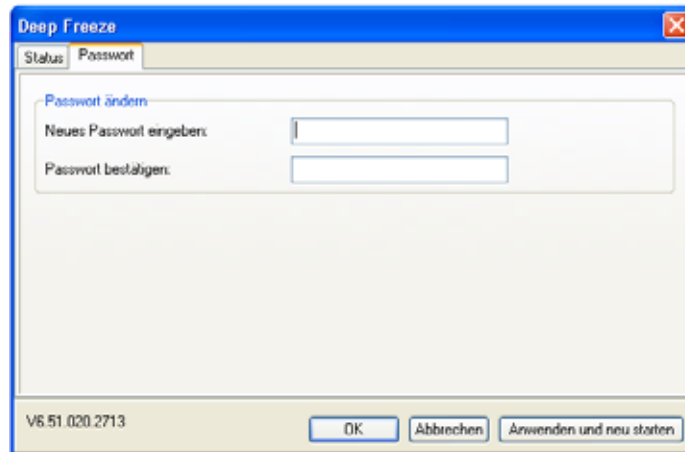 Deep Freeze
Status Passwort
Passwort ändern
Neues Passwort eingeben:
Passwort bestätigen:
V6.51.020.2713
OK Abbrechen Anwenden und neu starten